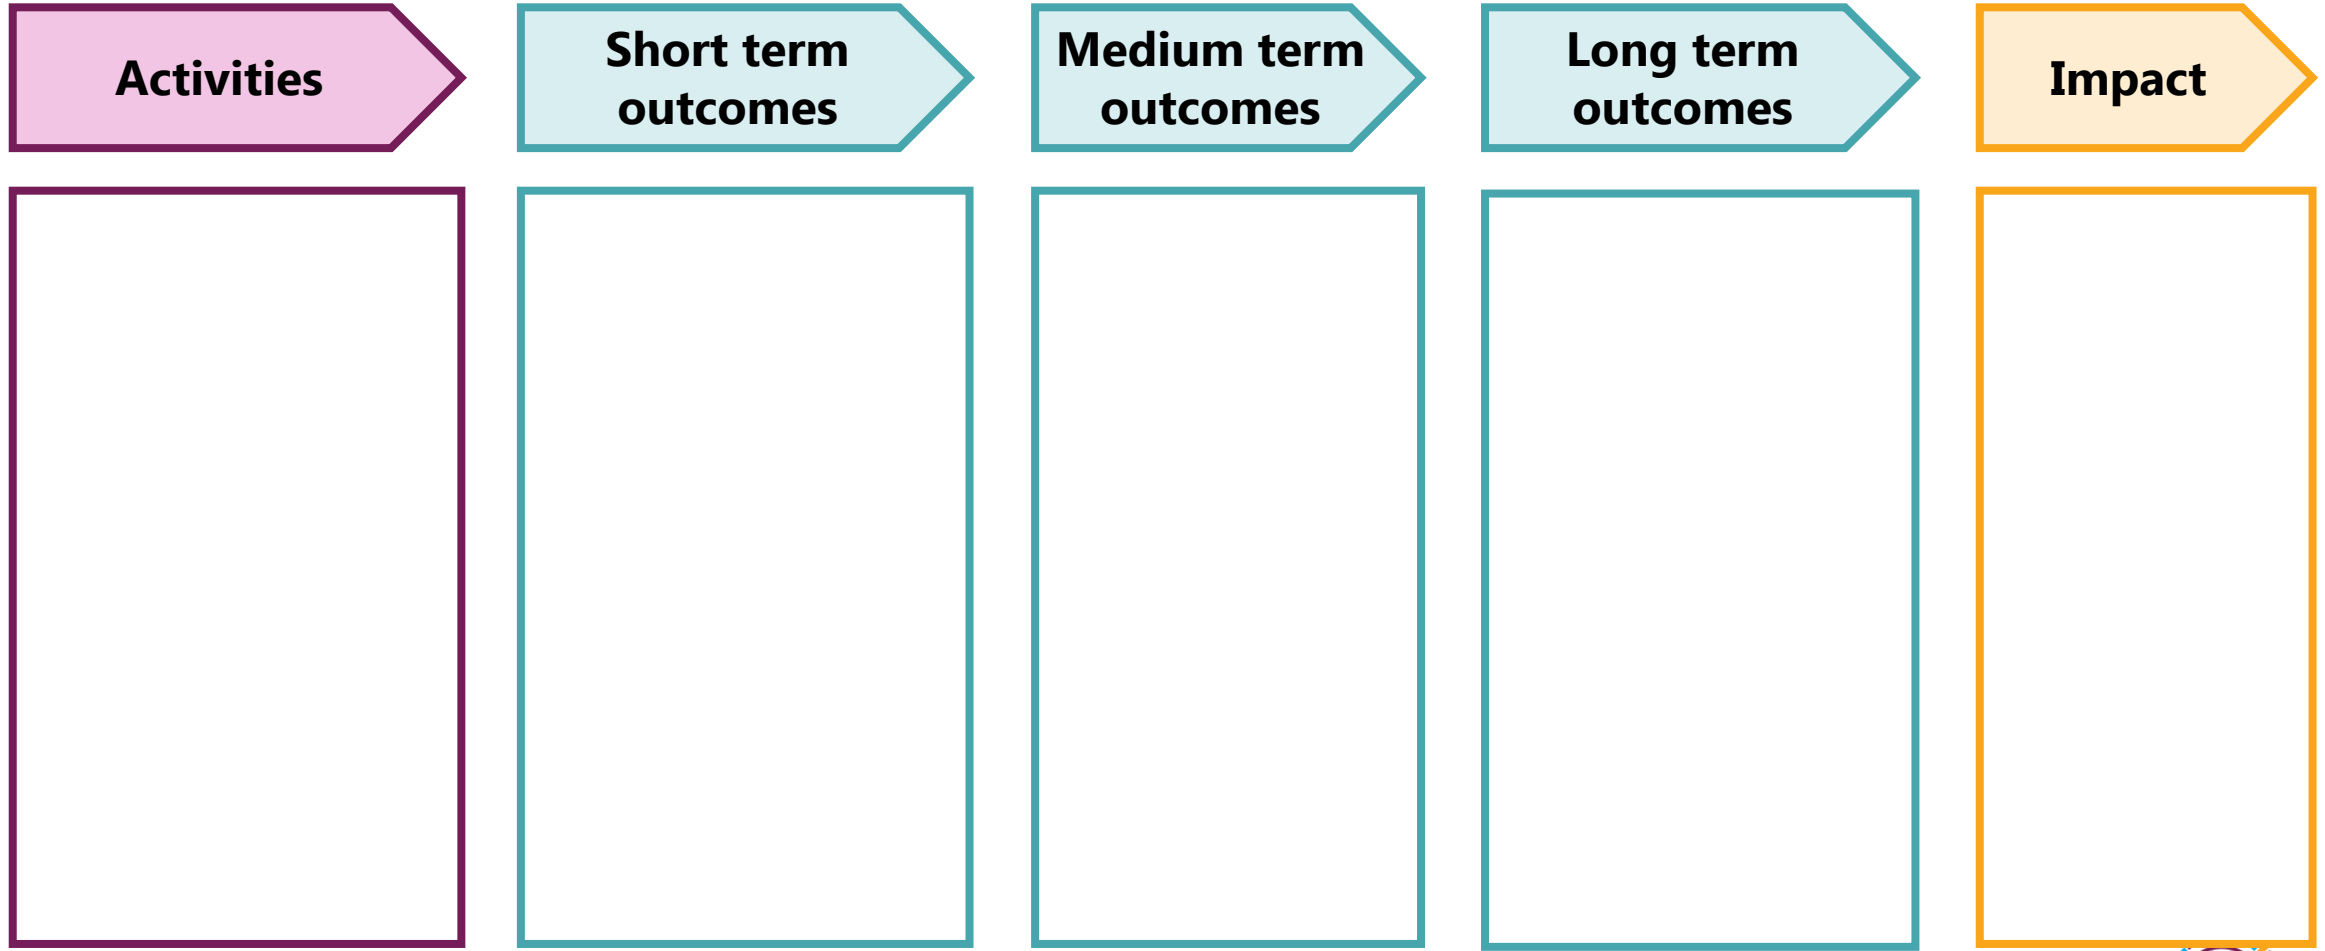 Activities
Short term
outcomes
Medium term
outcomes
Long term
outcomes
Impact